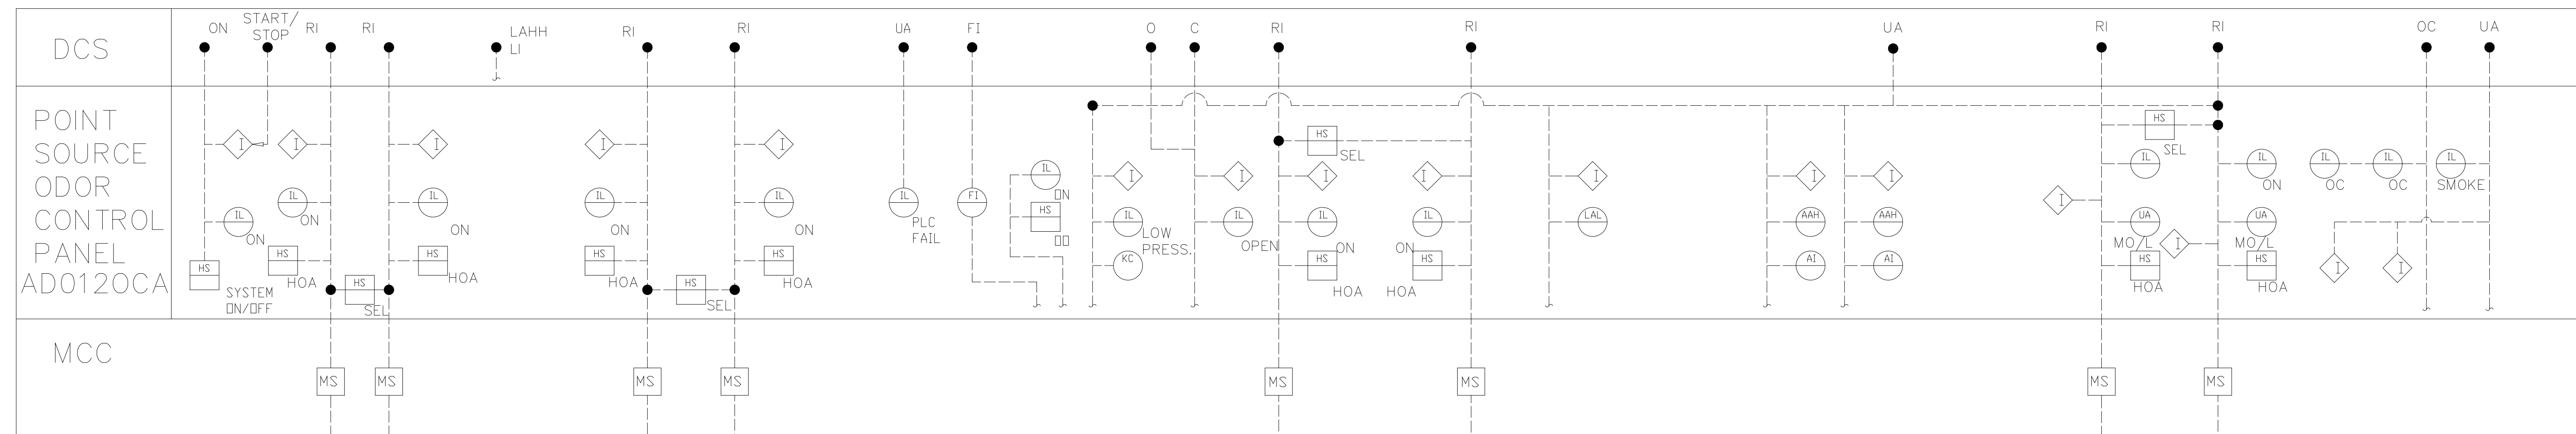 DCS
ON
START/
STOP
RI
RI
LAHH
LI
RI
RI
UA
FI
O
C
RI
RI
UA
RI
RI
OC
UA
POINT
SOURCE
ODOR
CONTROL
PANEL
AD0120CA
I
I
I
I
I
HS
SEL
HS
SEL
IL
ON
IL
ON
IL
ON
IL
ON
IL
ON
IL
PLC
FAIL
FI
IL
ON
HS
I
I
I
I
I
I
I
IL
LOW
PRESS.
IL
OPEN
IL
ON
IL
ON
LAL
AAH
AAH
KC
HS
HOA
HS
HOA
AI
AI
IL
IL
ON
IL
OC
IL
OC
IL
SMOKE
I
UA
MO/L
I
UA
MO/L
HS
HOA
HS
HOA
I
I
HS
SYSTEM
ON/OFF
HS
HOA
HS
HOA
HS
SEL
HS
HOA
HS
HOA
HS
SEL
MCC
MS
MS
MS
MS
MS
MS
MS
MS